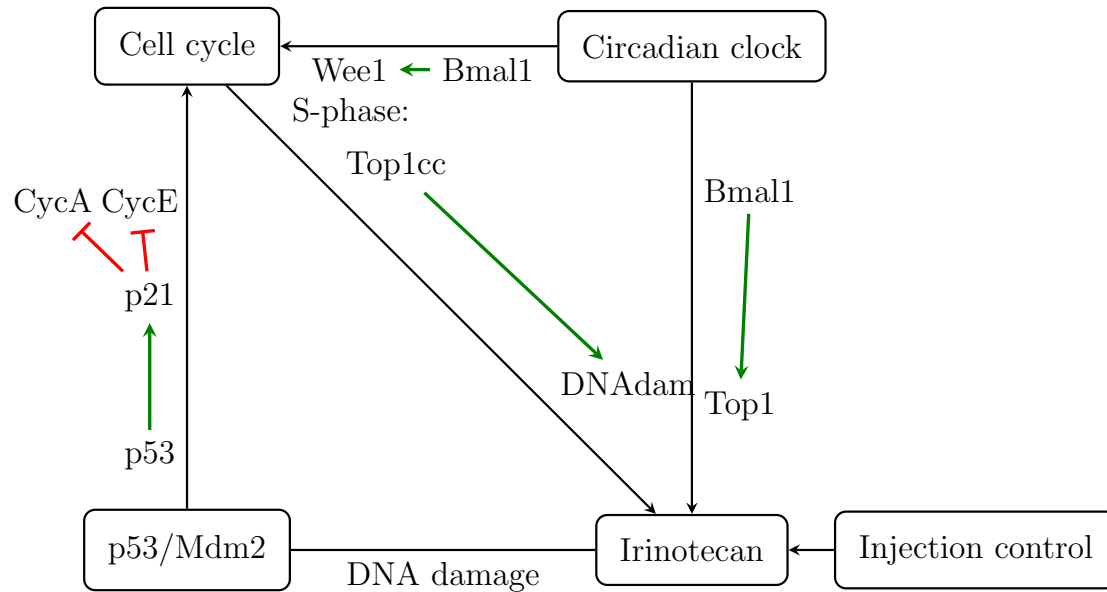 Cell cycle
Circadian clock
Wee1
Bmal1
S-phase:
Top1cc
CycA CycE
Bmal1
p21
DNAdam
Top1
p53
p53/Mdm2
DNA damage
Irinotecan
Injection control